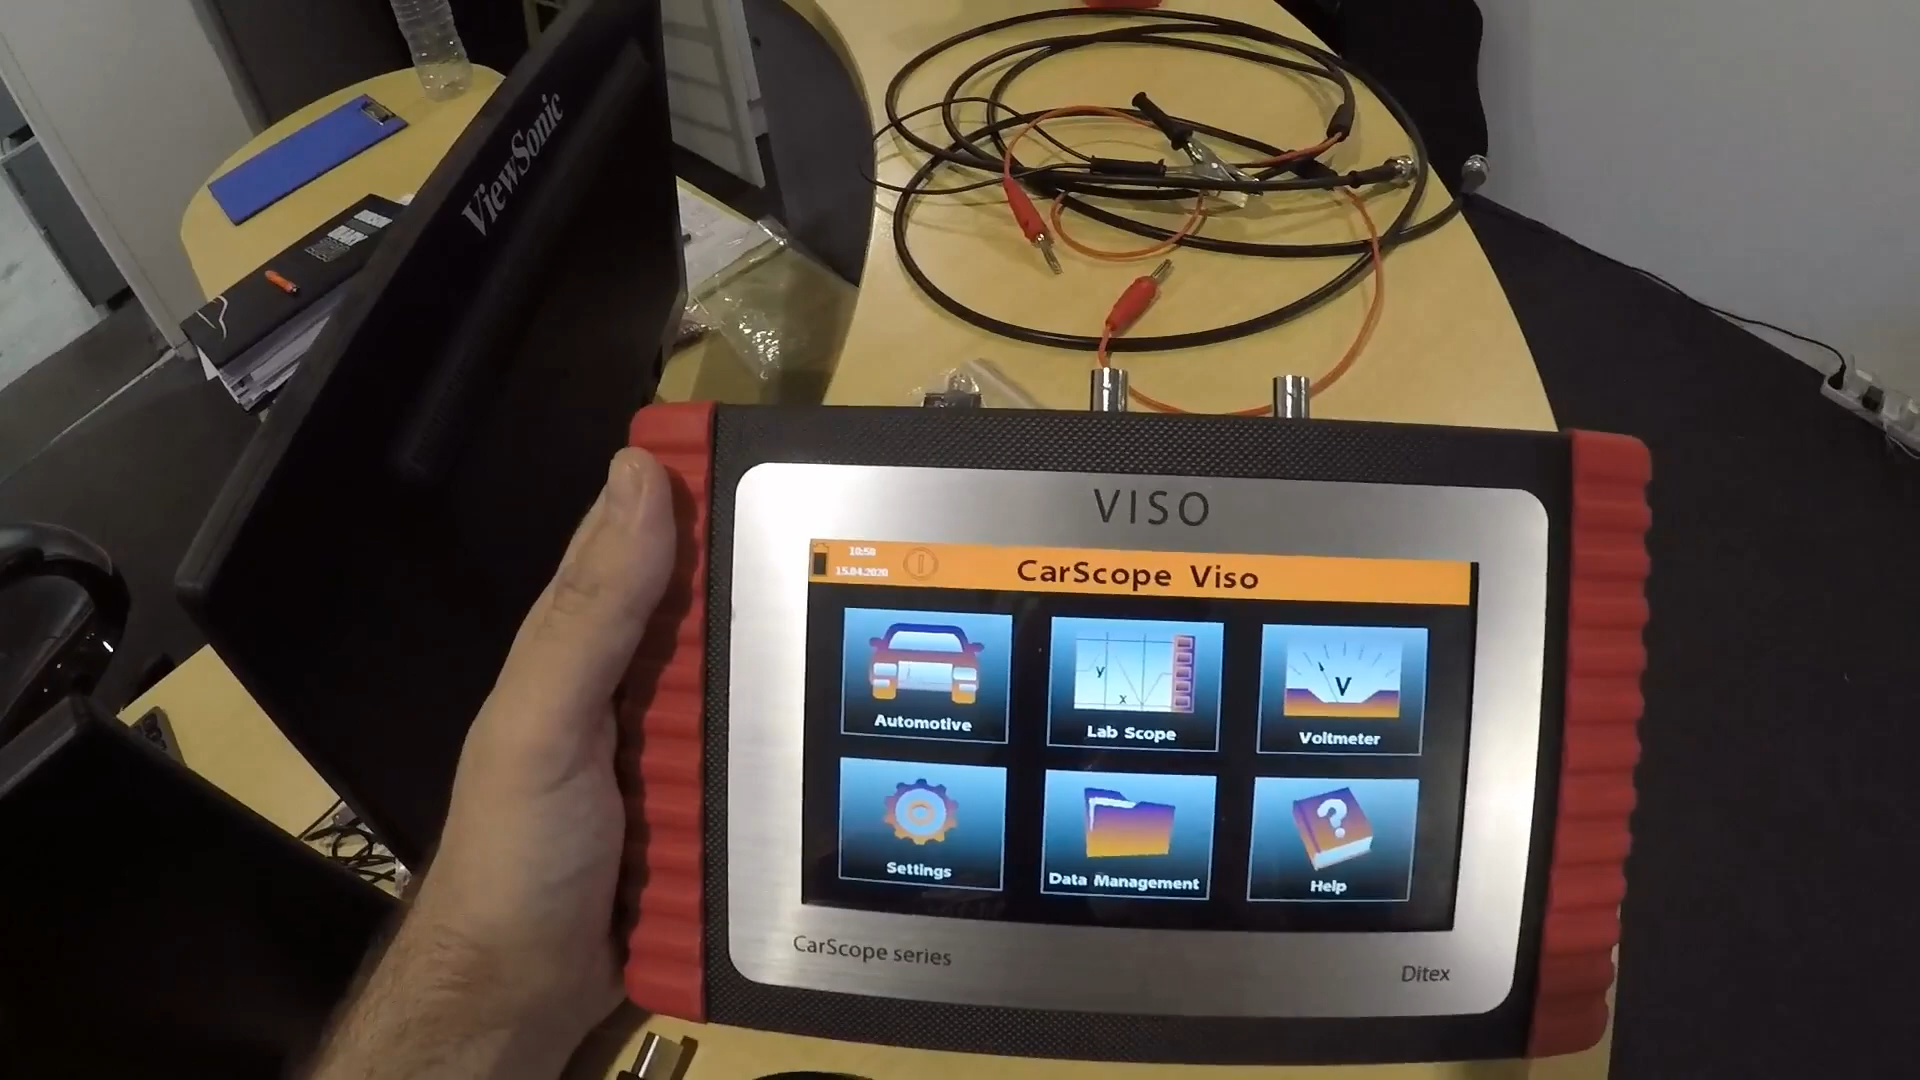 ViewSonic
VISO
10:50
15.04.2020
CarScope Viso
y
x
V
Automotive
Lab Scope
Voltmeter
?
Settings
Data Management
Help
CarScope series
Ditex